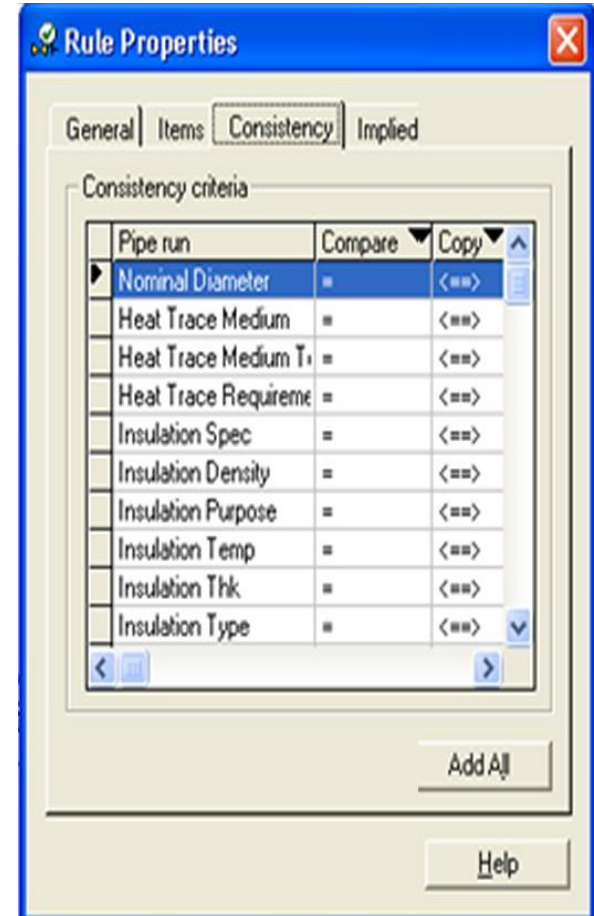 Rule Properties
General Items Consistency Implied
Consistency criteria
Pipe run Compare Copy
Nominal Diameter = <==>
Heat Trace Medium = <==>
Heat Trace Medium T = <==>
Heat Trace Requireme = <==>
Insulation Spec = <==>
Insulation Density = <==>
Insulation Purpose = <==>
Insulation Temp = <==>
Insulation Thk = <==>
Insulation Type = <==>
Add All
Help